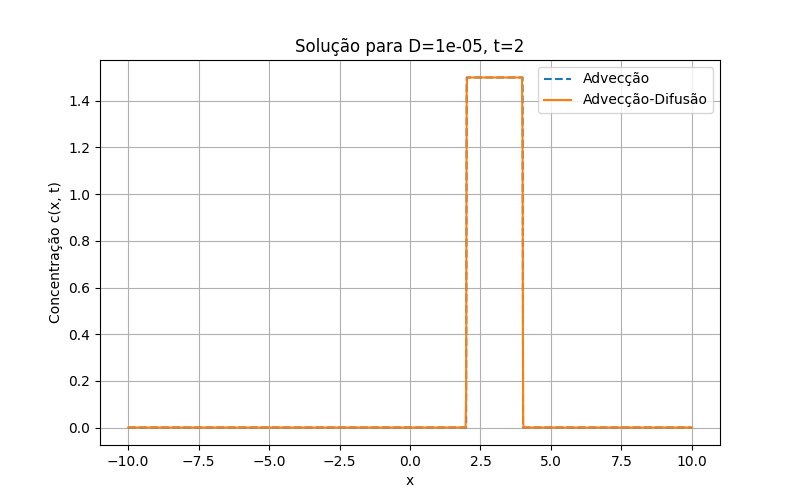 Solução para D=1e-05, t=2
Advecção
Advecção-Difusão
Concentração c(x, t)
1.4
1.2
1.0
0.8
0.6
0.4
0.2
0.0
−10.0 −7.5 −5.0 −2.5 0.0 2.5 5.0 7.5 10.0
x